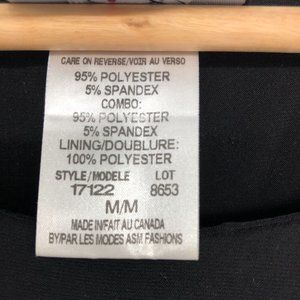 CARE ON REVERSE/VOIR AU VERSO
95% POLYESTER
5% SPANDEX
COMBO:
95% POLYESTER
5% SPANDEX
LINING/DOUBLURE:
100% POLYESTER
STYLE/MODELE LOT
17122 8653
M/M
MADE IN/FAIT AU CANADA
BY/PAR LES MODES ASM FASHIONS